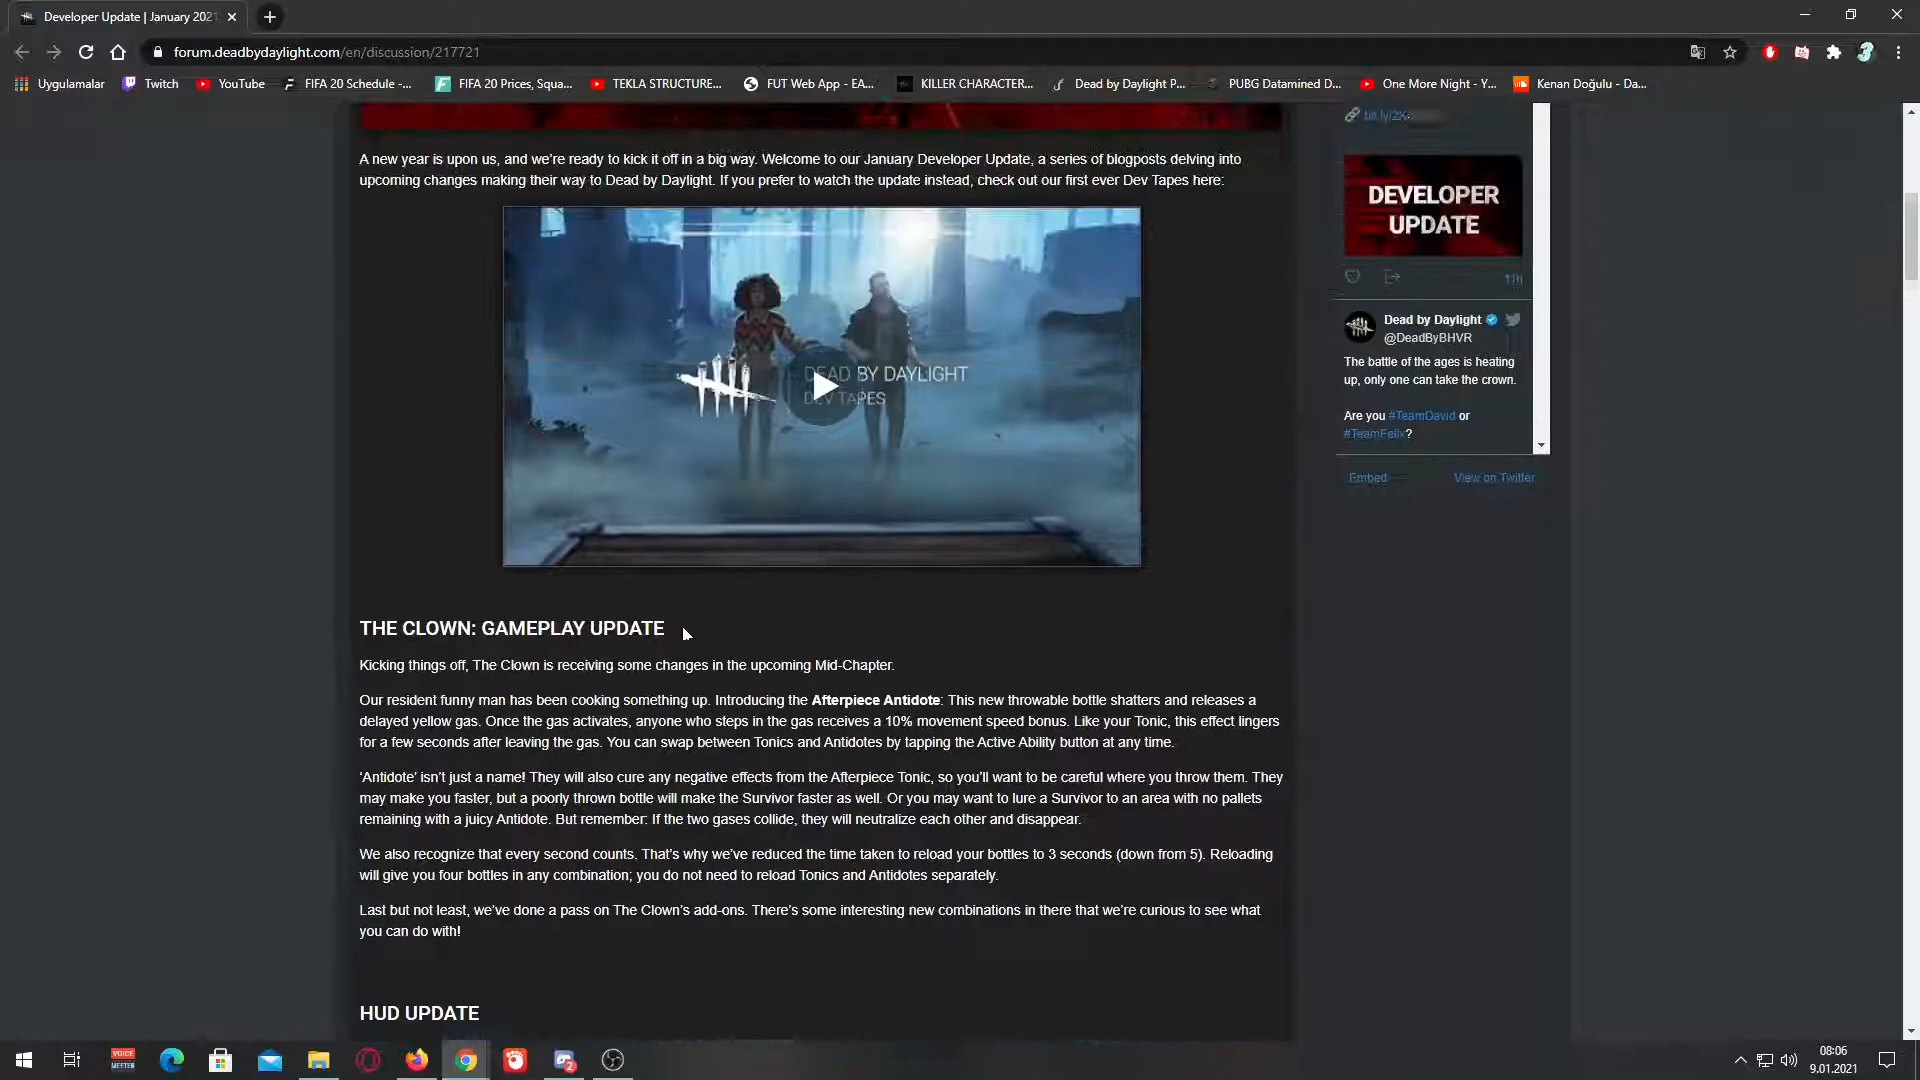 Developer Update | January 2021
forum.deadbydaylight.com/en/discussion/217721
Uygulamalar
Twitch
YouTube
FIFA 20 Schedule -...
FIFA 20 Prices, Squa...
TEKLA STRUCTURE...
FUT Web App - EA...
KILLER CHARACTER...
Dead by Daylight P...
PUBG Datamined D...
One More Night - Y...
Kenan Doğulu - Da...
A new year is upon us, and we're ready to kick it off in a big way. Welcome to our January Developer Update, a series of blogposts delving into
upcoming changes making their way to Dead by Daylight. If you prefer to watch the update instead, check out our first ever Dev Tapes here:
DEAD BY DAYLIGHT
DEV TAPES
THE CLOWN: GAMEPLAY UPDATE
Kicking things off, The Clown is receiving some changes in the upcoming Mid-Chapter.
Our resident funny man has been cooking something up. Introducing the Afterpiece Antidote: This new throwable bottle shatters and releases a
delayed yellow gas. Once the gas activates, anyone who steps in the gas receives a 10% movement speed bonus. Like your Tonic, this effect lingers
for a few seconds after leaving the gas. You can swap between Tonics and Antidotes by tapping the Active Ability button at any time.
'Antidote' isn't just a name! They will also cure any negative effects from the Afterpiece Tonic, so you'll want to be careful where you throw them. They
may make you faster, but a poorly thrown bottle will make the Survivor faster as well. Or you may want to lure a Survivor to an area with no pallets
remaining with a juicy Antidote. But remember: If the two gases collide, they will neutralize each other and disappear.
We also recognize that every second counts. That's why we've reduced the time taken to reload your bottles to 3 seconds (down from 5). Reloading
will give you four bottles in any combination; you do not need to reload Tonics and Antidotes separately.
Last but not least, we've done a pass on The Clown's add-ons. There's some interesting new combinations in there that we're curious to see what
you can do with!
HUD UPDATE
DEVELOPER
UPDATE
11h
Dead by Daylight
@DeadByBHVR
The battle of the ages is heating
up, only one can take the crown.
Are you #TeamDavid or
#TeamFelix?
Embed
View on Twitter
VOICE
MEETER
2
08:06
9.01.2021